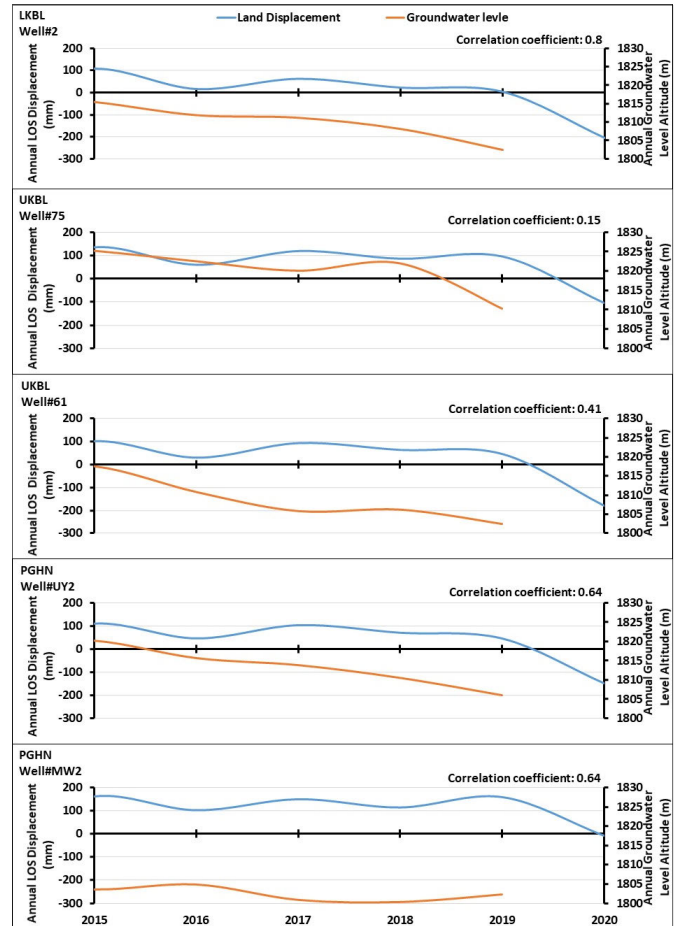 LKBL
Well#2
Land Displacement
Groundwater levle
Correlation coefficient: 0.8
Annual LOS Displacement
(mm)
200
100
0
-100
-200
-300
1830
1825
1820
1815
1810
1805
1800
Annual Groundwater
Level Altitude (m)
UKBL
Well#75
Correlation coefficient: 0.15
Annual LOS Displacement
(mm)
200
100
0
-100
-200
-300
1830
1825
1820
1815
1810
1805
1800
Annual Groundwater
Level Altitude (m)
UKBL
Well#61
Correlation coefficient: 0.41
Annual LOS Displacement
(mm)
200
100
0
-100
-200
-300
1830
1825
1820
1815
1810
1805
1800
Annual Groundwater
Level Altitude (m)
PGHN
Well#UY2
Correlation coefficient: 0.64
Annual LOS Displacement
(mm)
200
100
0
-100
-200
-300
1830
1825
1820
1815
1810
1805
1800
Annual Groundwater
Level Altitude (m)
PGHN
Well#MW2
Correlation coefficient: 0.64
Annual LOS Displacement
(mm)
200
100
0
-100
-200
-300
1830
1825
1820
1815
1810
1805
1800
Annual Groundwater
Level Altitude (m)
2015 2016 2017 2018 2019 2020